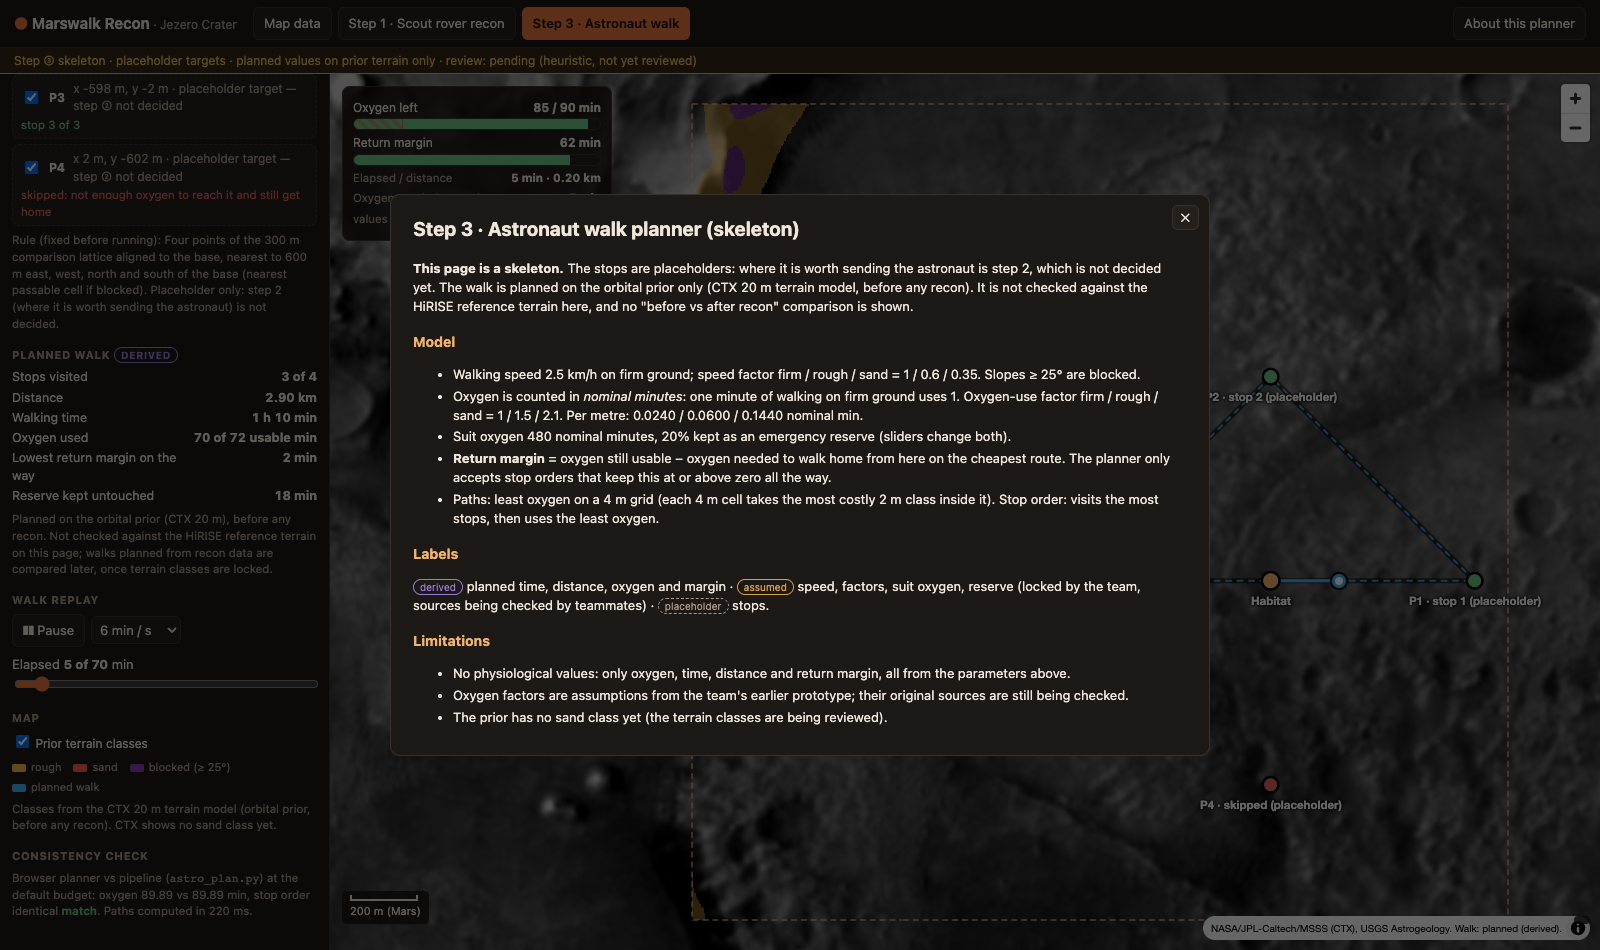 Marswalk Recon · Jezero Crater
Map data
Step 1 · Scout rover recon
Step 3 · Astronaut walk
About this planner
Step ③ skeleton · placeholder targets · planned values on prior terrain only · review: pending (heuristic, not yet reviewed)
P3
x -598 m, y -2 m · placeholder target —
step ② not decided
stop 3 of 3
P4
x 2 m, y -602 m · placeholder target —
step ② not decided
skipped: not enough oxygen to reach it and still get
home
Rule (fixed before running): Four points of the 300 m
comparison lattice aligned to the base, nearest to 600
m east, west, north and south of the base (nearest
passable cell if blocked). Placeholder only: step 2
(where it is worth sending the astronaut) is not
decided.
PLANNED WALK DERIVED
Stops visited 3 of 4
Distance 2.90 km
Walking time 1 h 10 min
Oxygen used 70 of 72 usable min
Lowest return margin on the
way
2 min
Reserve kept untouched 18 min
Planned on the orbital prior (CTX 20 m), before any
recon. Not checked against the HiRISE reference terrain
on this page; walks planned from recon data are
compared later, once terrain classes are locked.
WALK REPLAY
Pause
6 min / s
Elapsed 5 of 70 min
MAP
Prior terrain classes
rough sand blocked (≥ 25°)
planned walk
Classes from the CTX 20 m terrain model (orbital prior,
before any recon). CTX shows no sand class yet.
CONSISTENCY CHECK
Browser planner vs pipeline (astro_plan.py) at the
default budget: oxygen 89.89 vs 89.89 min, stop order
identical match. Paths computed in 220 ms.
Oxygen left 85 / 90 min
Return margin 62 min
Elapsed / distance 5 min · 0.20 km
Oxygen
values
Step 3 · Astronaut walk planner (skeleton)
This page is a skeleton. The stops are placeholders: where it is worth sending the astronaut is step 2, which is not decided
yet. The walk is planned on the orbital prior only (CTX 20 m terrain model, before any recon). It is not checked against the
HiRISE reference terrain here, and no "before vs after recon" comparison is shown.
Model
• Walking speed 2.5 km/h on firm ground; speed factor firm / rough / sand = 1 / 0.6 / 0.35. Slopes ≥ 25° are blocked.
• Oxygen is counted in nominal minutes: one minute of walking on firm ground uses 1. Oxygen-use factor firm / rough /
sand = 1 / 1.5 / 2.1. Per metre: 0.0240 / 0.0600 / 0.1440 nominal min.
• Suit oxygen 480 nominal minutes, 20% kept as an emergency reserve (sliders change both).
• Return margin = oxygen still usable − oxygen needed to walk home from here on the cheapest route. The planner only
accepts stop orders that keep this at or above zero all the way.
• Paths: least oxygen on a 4 m grid (each 4 m cell takes the most costly 2 m class inside it). Stop order: visits the most
stops, then uses the least oxygen.
Labels
derived planned time, distance, oxygen and margin · assumed speed, factors, suit oxygen, reserve (locked by the team,
sources being checked by teammates) · placeholder stops.
Limitations
• No physiological values: only oxygen, time, distance and return margin, all from the parameters above.
• Oxygen factors are assumptions from the team's earlier prototype; their original sources are still being checked.
• The prior has no sand class yet (the terrain classes are being reviewed).
P2 · stop 2 (placeholder)
Habitat
P1 · stop 1 (placeholder)
P4 · skipped (placeholder)
200 m (Mars)
NASA/JPL-Caltech/MSSS (CTX), USGS Astrogeology. Walk: planned (derived).